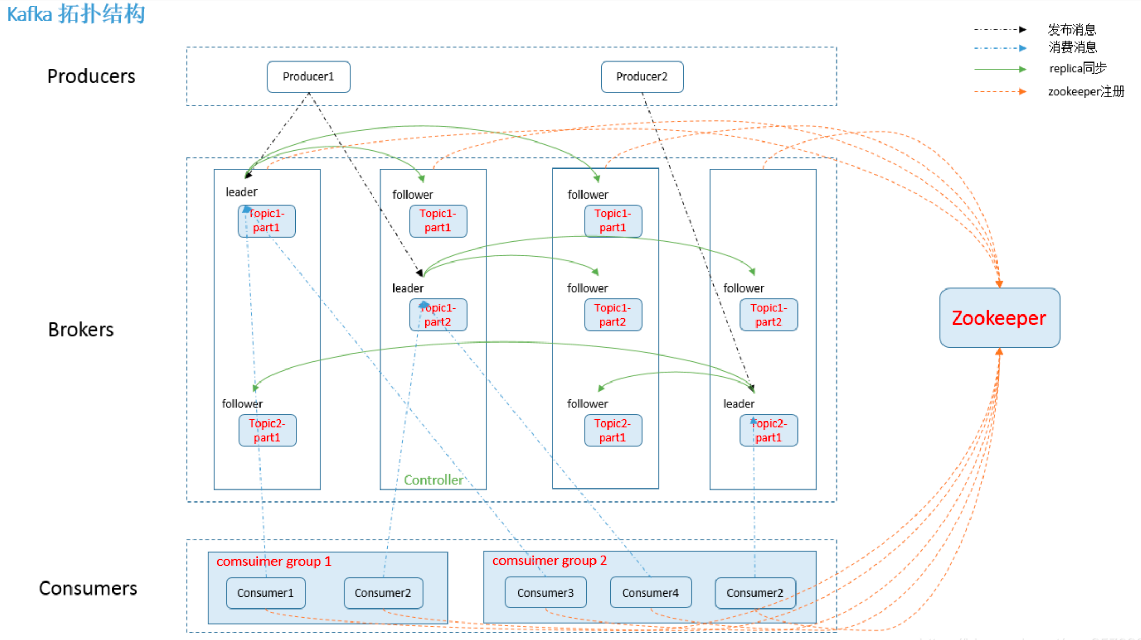 Kafka 拓扑结构
发布消息
消费消息
replica同步
zookeeper注册
Producers
Producer1
Producer2
leader
Topic1-
part1
follower
Topic1-
part1
follower
Topic1-
part1
Brokers
leader
Topic1-
part2
follower
Topic1-
part2
follower
Topic1-
part2
Zookeeper
follower
Topic2-
part1
follower
Topic2-
part1
leader
Topic2-
part1
Controller
Consumers
comsuimer group 1
Consumer1
Consumer2
comsuimer group 2
Consumer3
Consumer4
Consumer2